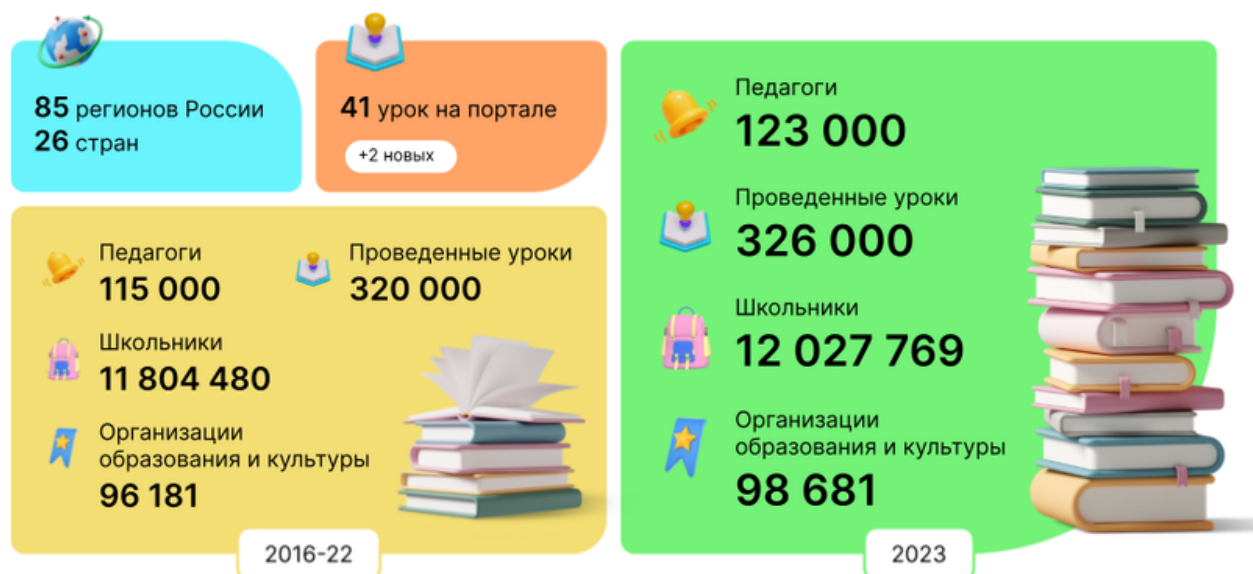 85 регионов России
26 стран
41 урок на портале
+2 новых
Педагоги
115 000
Проведенные уроки
320 000
Школьники
11 804 480
Организации
образования и культуры
96 181
2016-22
Педагоги
123 000
Проведенные уроки
326 000
Школьники
12 027 769
Организации
образования и культуры
98 681
2023